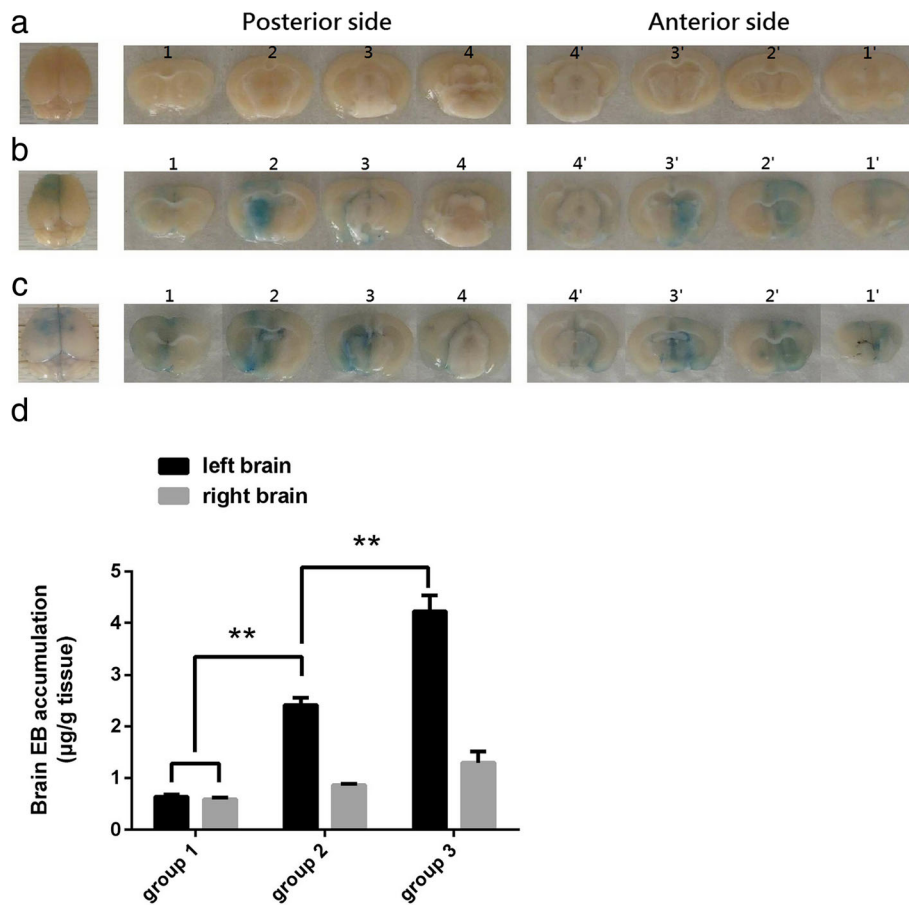 a
Posterior side
Anterior side
1 2 3 4 4' 3' 2' 1'
b
1 2 3 4 4' 3' 2' 1'
c
1 2 3 4 4' 3' 2' 1'
d
left brain
right brain
**
**
Brain EB accumulation
(μg/g tissue)
5
4
3
2
1
0
group 1
group 2
group 3